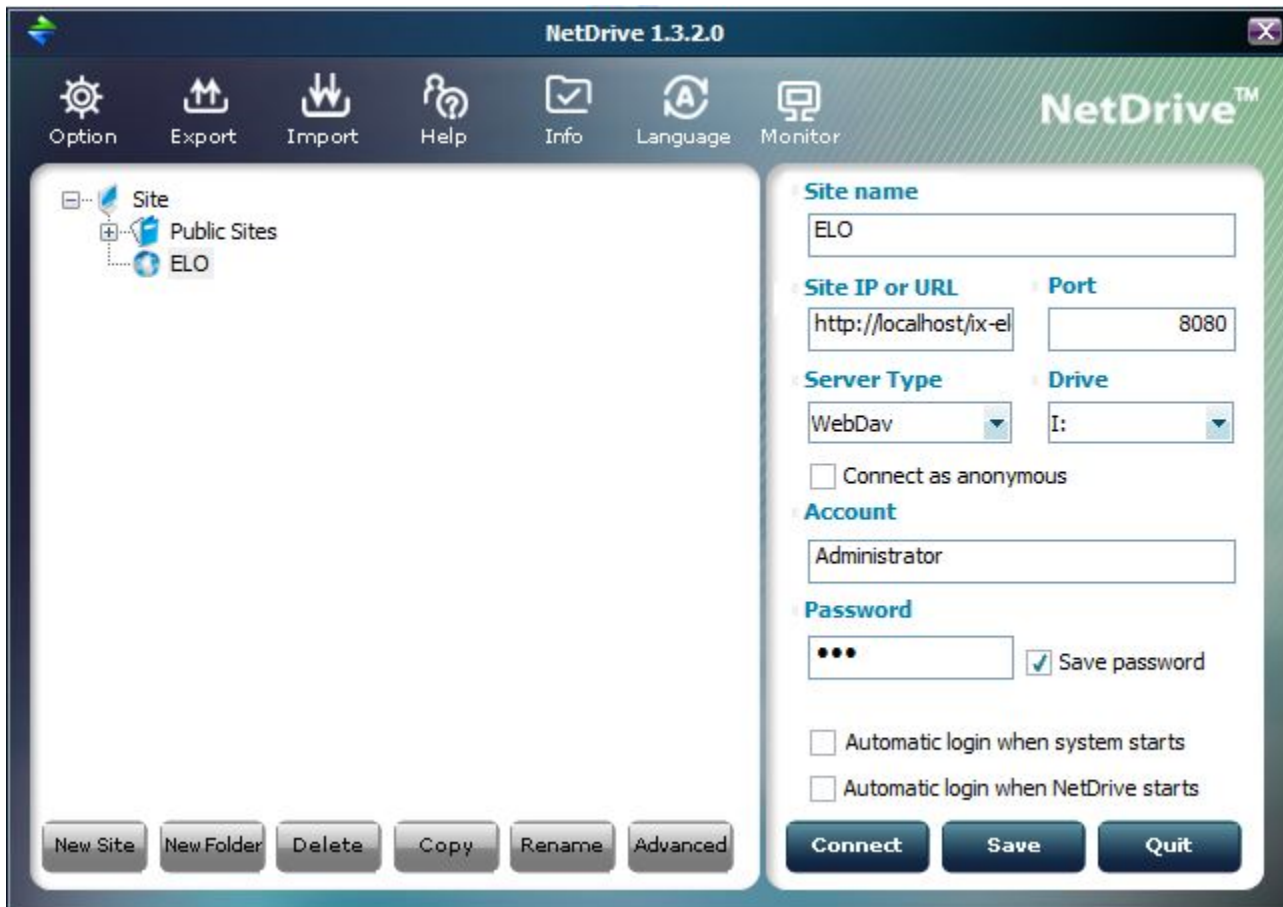 NetDrive 1.3.2.0
Option Export Import Help Info Language Monitor
NetDrive™
Site
Public Sites
ELO
Site name
ELO
Site IP or URL Port
http://localhost/ix-el 8080
Server Type Drive
WebDav I:
Connect as anonymous
Account
Administrator
Password
●●● Save password
Automatic login when system starts
Automatic login when NetDrive starts
New Site New Folder Delete Copy Rename Advanced
Connect Save Quit